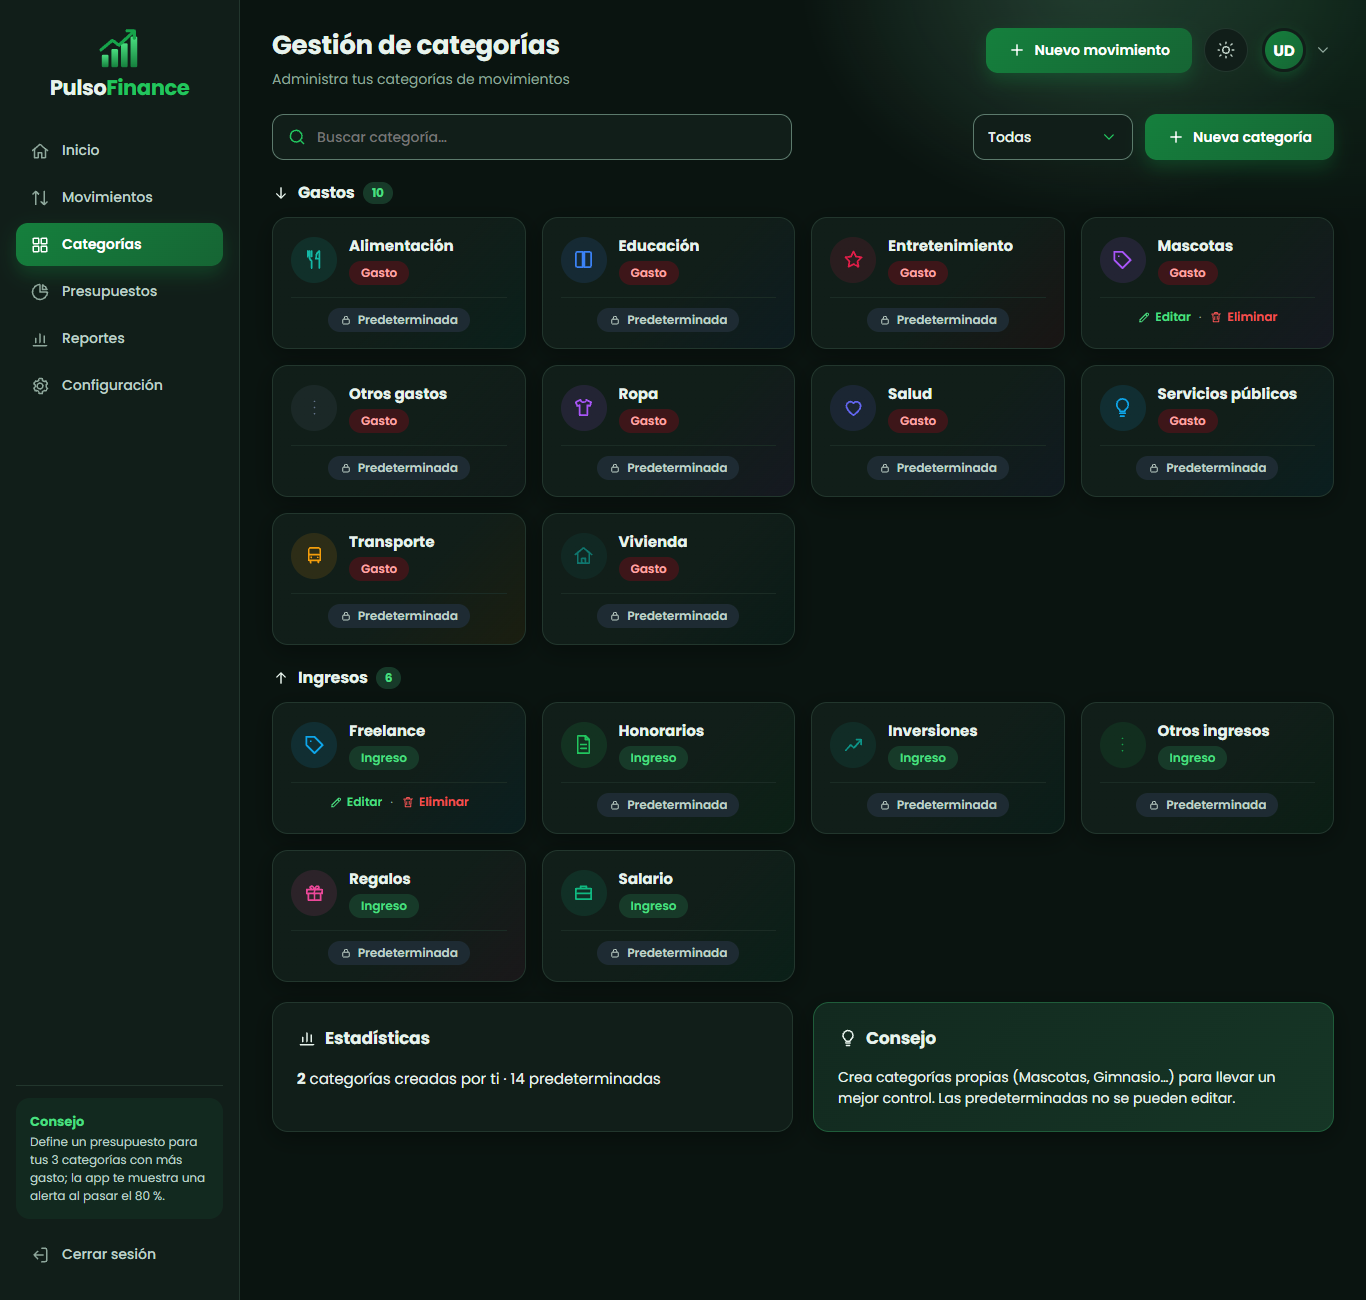 PulsoFinance
Inicio
Movimientos
Categorías
Presupuestos
Reportes
Configuración
Consejo
Define un presupuesto para
tus 3 categorías con más
gasto; la app te muestra una
alerta al pasar el 80 %.
Cerrar sesión
Gestión de categorías
Administra tus categorías de movimientos
Nuevo movimiento
UD
Buscar categoría...
Todas
Nueva categoría
Gastos 10
Alimentación
Gasto
Predeterminada
Educación
Gasto
Predeterminada
Entretenimiento
Gasto
Predeterminada
Mascotas
Gasto
Editar · Eliminar
Otros gastos
Gasto
Predeterminada
Ropa
Gasto
Predeterminada
Salud
Gasto
Predeterminada
Servicios públicos
Gasto
Predeterminada
Transporte
Gasto
Predeterminada
Vivienda
Gasto
Predeterminada
Ingresos 6
Freelance
Ingreso
Editar · Eliminar
Honorarios
Ingreso
Predeterminada
Inversiones
Ingreso
Predeterminada
Otros ingresos
Ingreso
Predeterminada
Regalos
Ingreso
Predeterminada
Salario
Ingreso
Predeterminada
Estadísticas
2 categorías creadas por ti · 14 predeterminadas
Consejo
Crea categorías propias (Mascotas, Gimnasio...) para llevar un
mejor control. Las predeterminadas no se pueden editar.